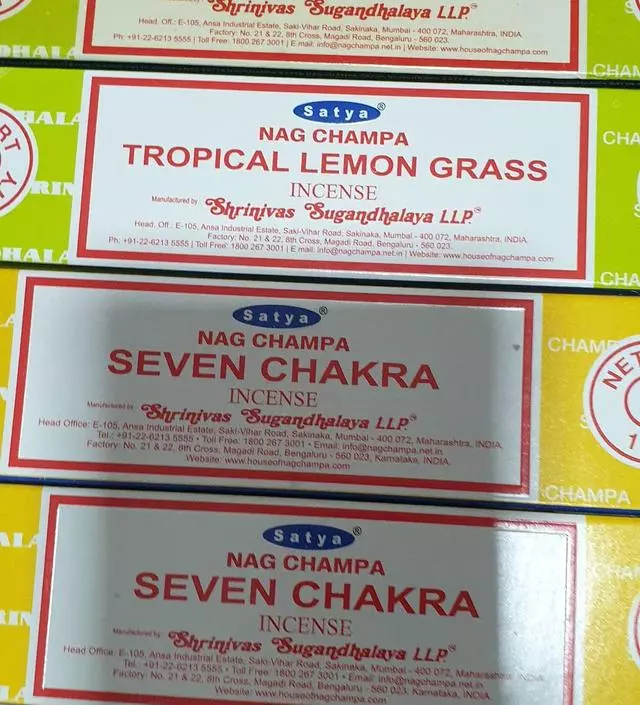 Shrinivas Sugandhalaya LLP.
Head. Off.: E-105, Ansa Industrial Estate, Saki-Vihar Road, Sakinaka, Mumbai - 400 072, Maharashtra, INDIA.
Factory: No. 21 & 22, 8th Cross, Magadi Road, Bengaluru - 560 023.
Ph: +91-22-6213 5555 | Toll Free: 1800 267 3001 | E mail: info@nagchampa.net.in | Website: www.houseofnagchampa.com
CHAM
HALA
Satya®
NAG CHAMPA
TROPICAL LEMON GRASS
INCENSE
Manufactured by : Shrinivas Sugandhalaya LLP.™
Head. Off.: E-105, Ansa Industrial Estate, Saki-Vihar Road, Sakinaka, Mumbai - 400 072, Maharashtra, INDIA.
Factory: No. 21 & 22, 8th Cross, Magadi Road, Bengaluru - 560 023.
Ph: +91-22-6213 5555 | Toll Free: 1800 267 3001 | E mail: info@nagchampa.net.in | Website: www.houseofnagchampa.com
CHA
CHA
Satya®
NAG CHAMPA
SEVEN CHAKRA
INCENSE
Manufactured by : Shrinivas Sugandhalaya LLP.™
Head Office: E-105, Ansa Industrial Estate, Saki-Vihar Road, Sakinaka, Mumbai - 400 072, Maharashtra, INDIA.
Tel.: +91-22-6213 5555 • Toll Free: 1800 267 3001 • Email: info@nagchampa.net.in
Factory: No. 21 & 22, 8th Cross, Magadi Road, Bengaluru - 560 023, Karnataka, INDIA.
Website: www.houseofnagchampa.com
CHAMP
NET
CHAMPA
Satya®
NAG CHAMPA
SEVEN CHAKRA
INCENSE
Manufactured by : Shrinivas Sugandhalaya LLP.™
Head Office: E-105, Ansa Industrial Estate, Saki-Vihar Road, Sakinaka, Mumbai - 400 072, Maharashtra, INDIA.
Tel.: +91-22-6213 5555 • Toll Free: 1800 267 3001 • Email: info@nagchampa.net.in
Factory: No. 21 & 22, 8th Cross, Magadi Road, Bengaluru - 560 023, Karnataka, INDIA.
Website: www.houseofnagchampa.com